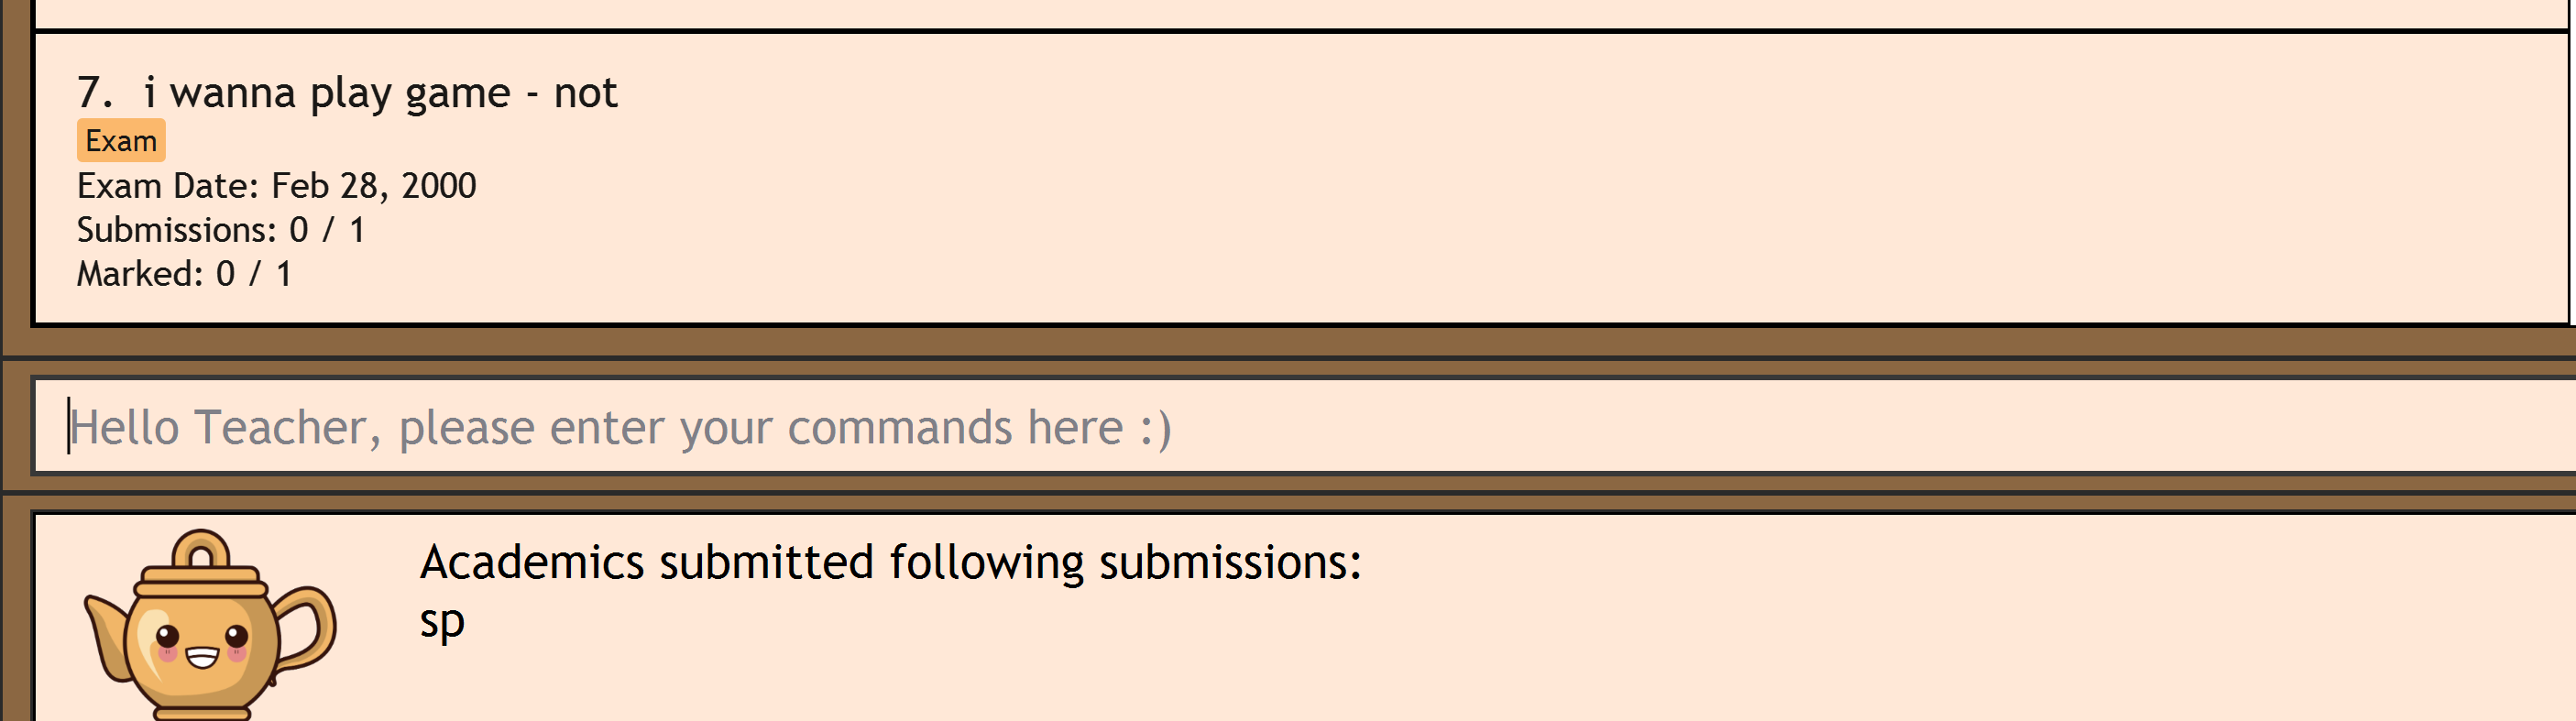 7. i wanna play game - not
Exam
Exam Date: Feb 28, 2000
Submissions: 0 / 1
Marked: 0 / 1
Hello Teacher, please enter your commands here :)
Academics submitted following submissions:
sp